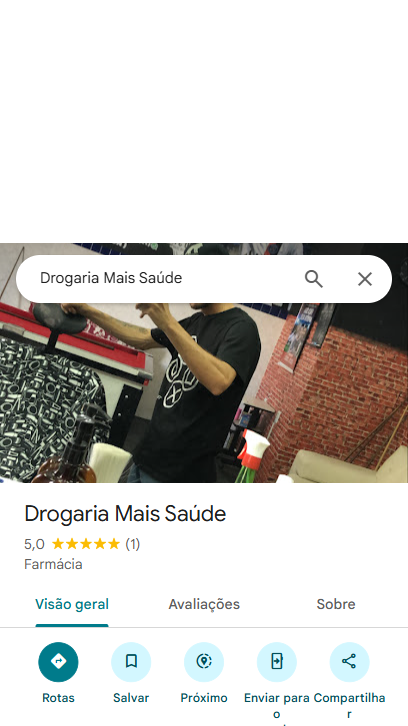 Drogaria Mais Saúde
Drogaria Mais Saúde
5,0 (1)
Farmácia
Visão geral
Avaliações
Sobre
Rotas
Salvar
Próximo
Enviar para
o
Compartilha
r